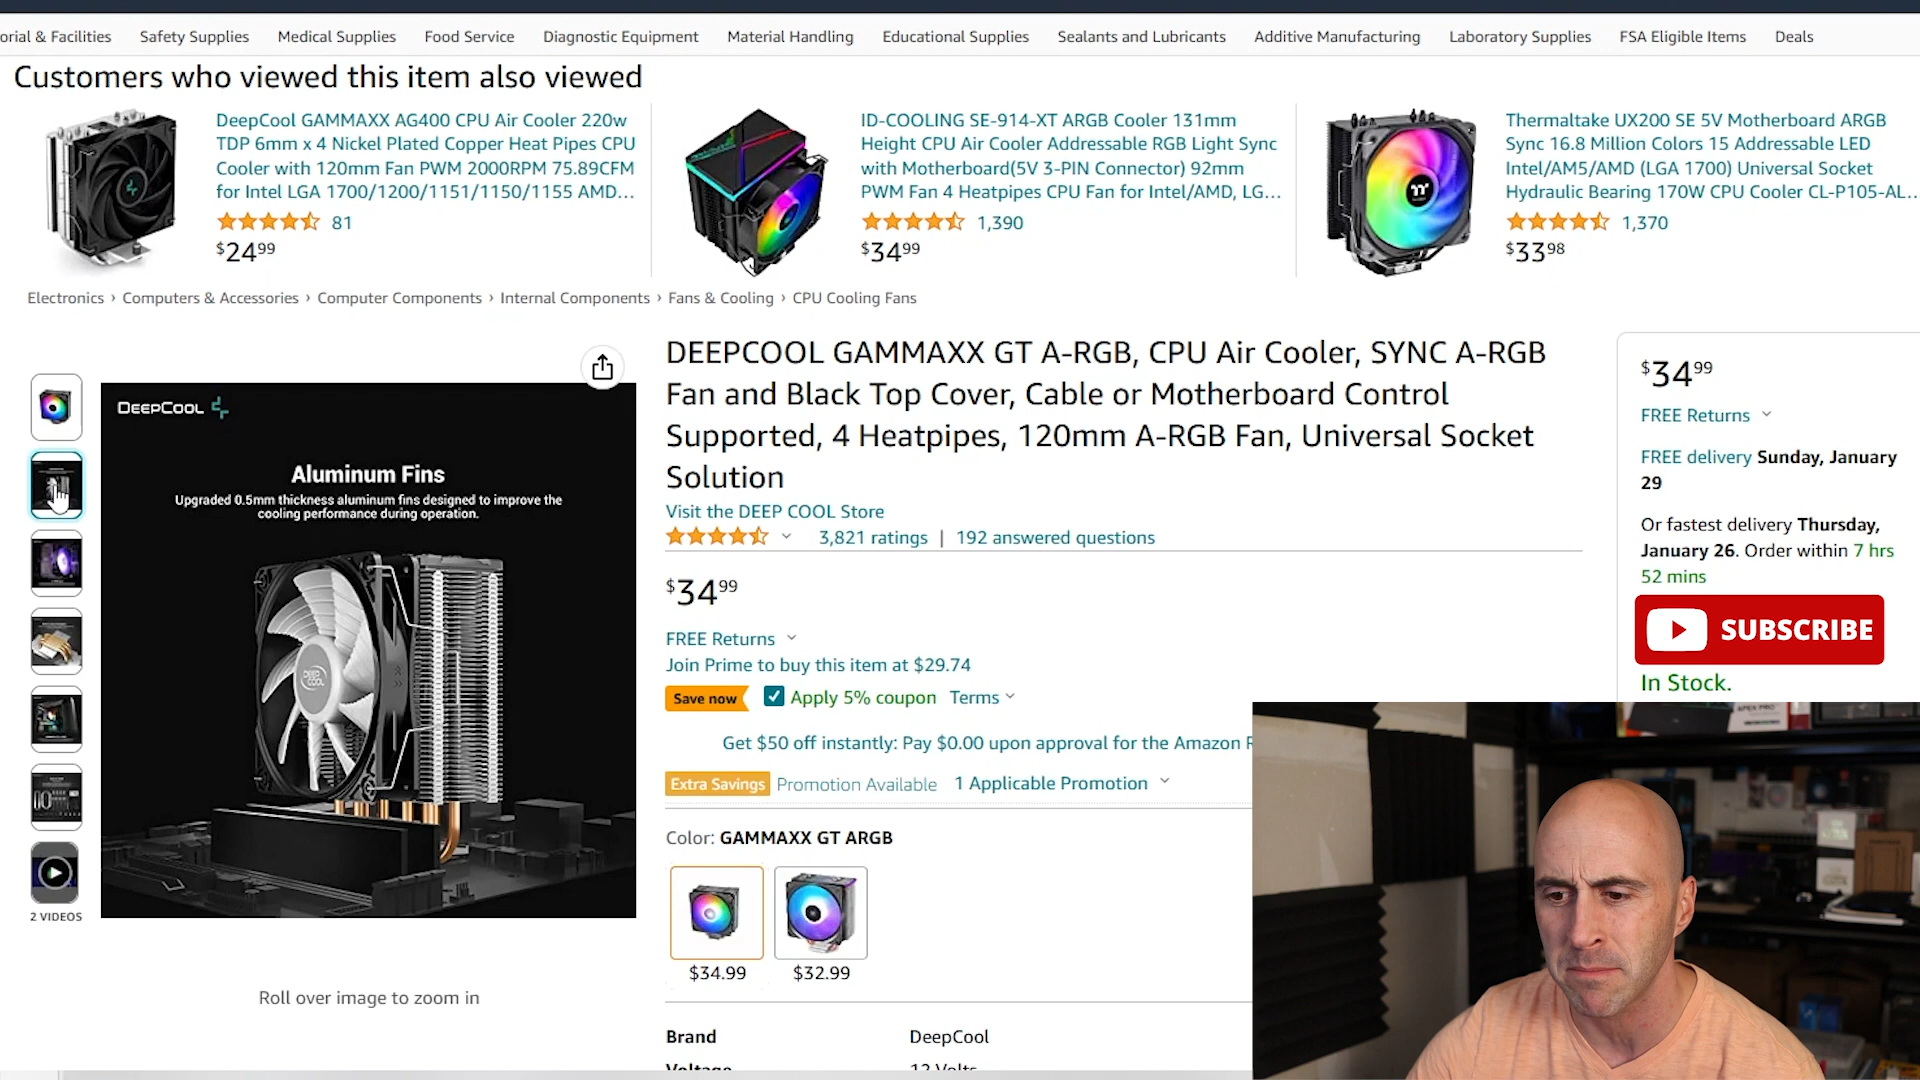 orial & Facilities Safety Supplies Medical Supplies Food Service Diagnostic Equipment Material Handling Educational Supplies Sealants and Lubricants Additive Manufacturing Laboratory Supplies FSA Eligible Items Deals
Customers who viewed this item also viewed
DeepCool GAMMAXX AG400 CPU Air Cooler 220w
TDP 6mm x 4 Nickel Plated Copper Heat Pipes CPU
Cooler with 120mm Fan PWM 2000RPM 75.89CFM
for Intel LGA 1700/1200/1151/1150/1155 AMD...
81
$24.99
ID-COOLING SE-914-XT ARGB Cooler 131mm
Height CPU Air Cooler Addressable RGB Light Sync
with Motherboard(5V 3-PIN Connector) 92mm
PWM Fan 4 Heatpipes CPU Fan for Intel/AMD, LG...
1,390
$34.99
Thermaltake UX200 SE 5V Motherboard ARGB
Sync 16.8 Million Colors 15 Addressable LED
Intel/AM5/AMD (LGA 1700) Universal Socket
Hydraulic Bearing 170W CPU Cooler CL-P105-AL...
1,370
$33.98
Electronics › Computers & Accessories › Computer Components › Internal Components › Fans & Cooling › CPU Cooling Fans
DEEPCOOL
Aluminum Fins
Upgraded 0.5mm thickness aluminum fins designed to improve the
cooling performance during operation.
DEEP
COOL
2 VIDEOS
Roll over image to zoom in
DEEPCOOL GAMMAXX GT A-RGB, CPU Air Cooler, SYNC A-RGB
Fan and Black Top Cover, Cable or Motherboard Control
Supported, 4 Heatpipes, 120mm A-RGB Fan, Universal Socket
Solution
Visit the DEEP COOL Store
3,821 ratings | 192 answered questions
$34.99
FREE Returns
Join Prime to buy this item at $29.74
Save now Apply 5% coupon Terms
Get $50 off instantly: Pay $0.00 upon approval for the Amazon R
Extra Savings Promotion Available 1 Applicable Promotion
Color: GAMMAXX GT ARGB
$34.99 $32.99
Brand DeepCool
Voltage 12 Volts
$34.99
FREE Returns
FREE delivery Sunday, January
29
Or fastest delivery Thursday,
January 26. Order within 7 hrs
52 mins
SUBSCRIBE
In Stock.
APEX PRO